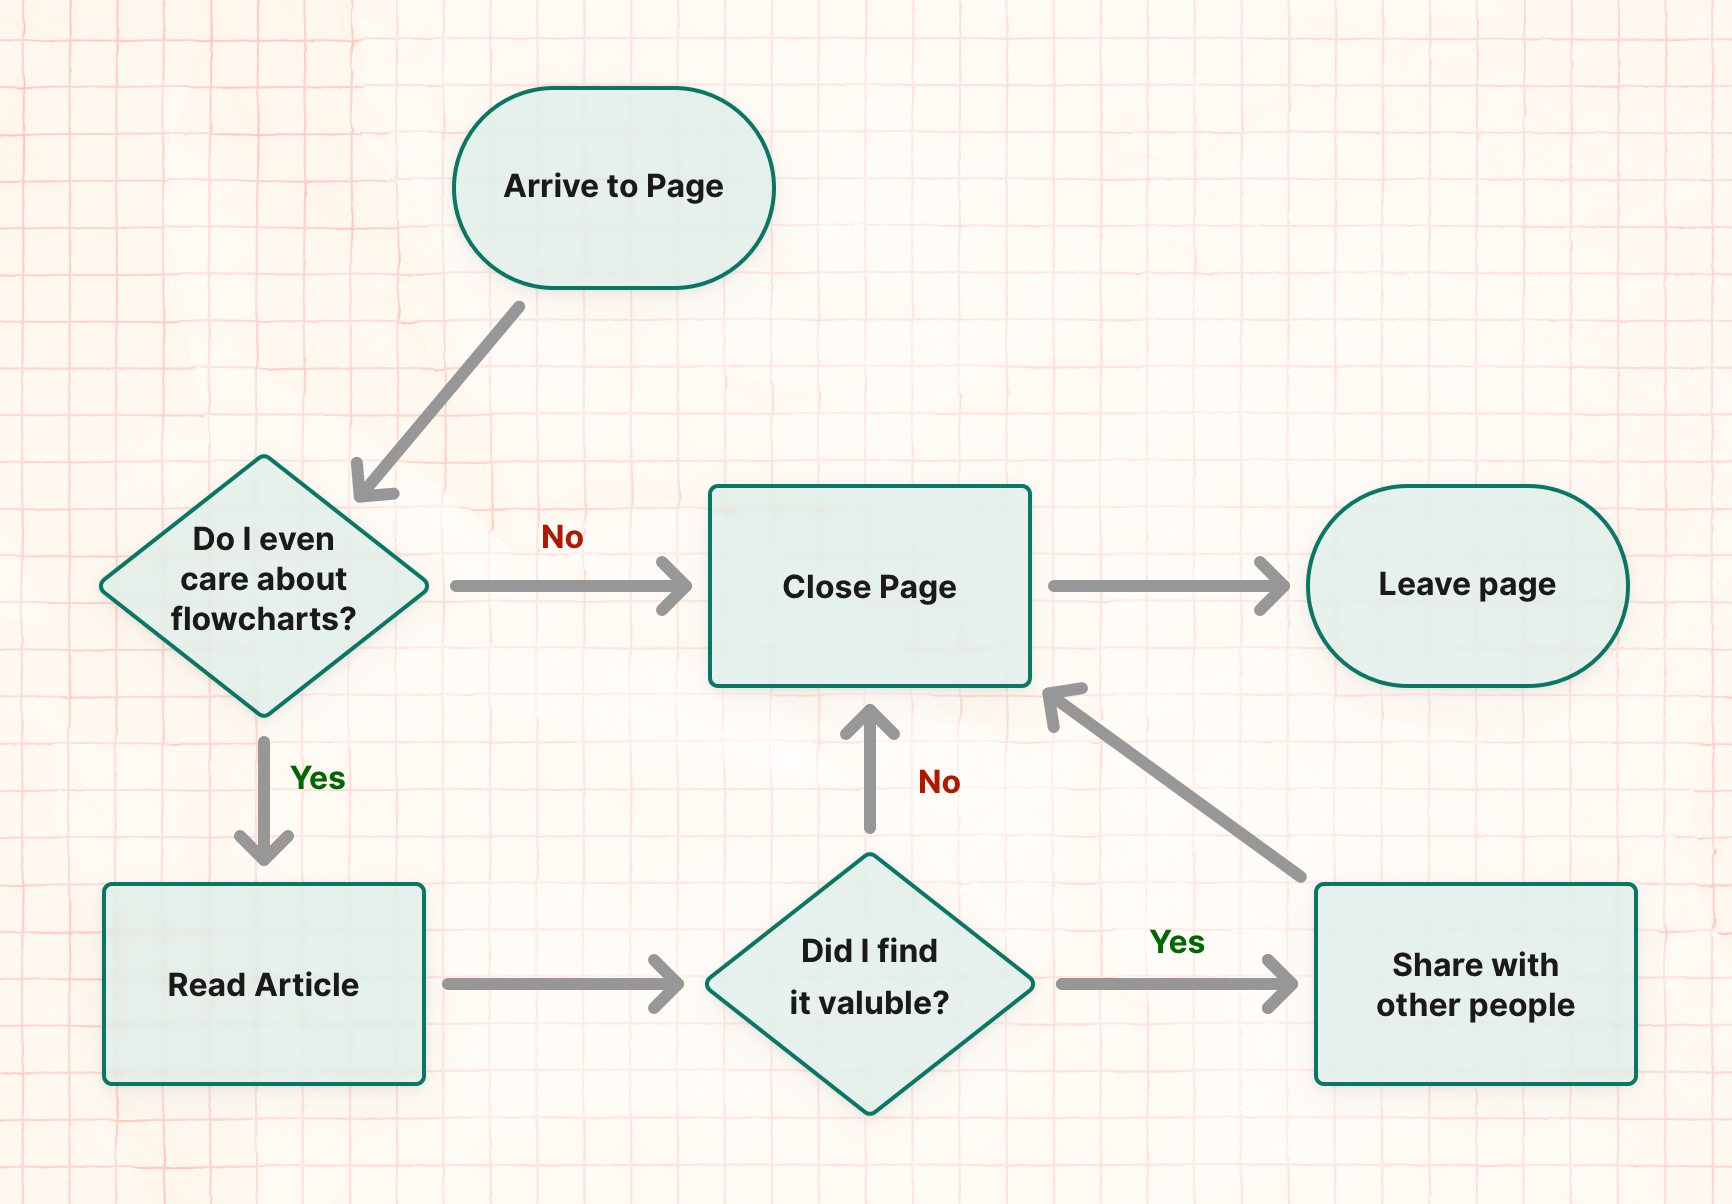 Arrive to Page
Do I even
care about
flowcharts?
No
Close Page
Leave page
Yes
No
Read Article
Did I find
it valuble?
Yes
Share with
other people